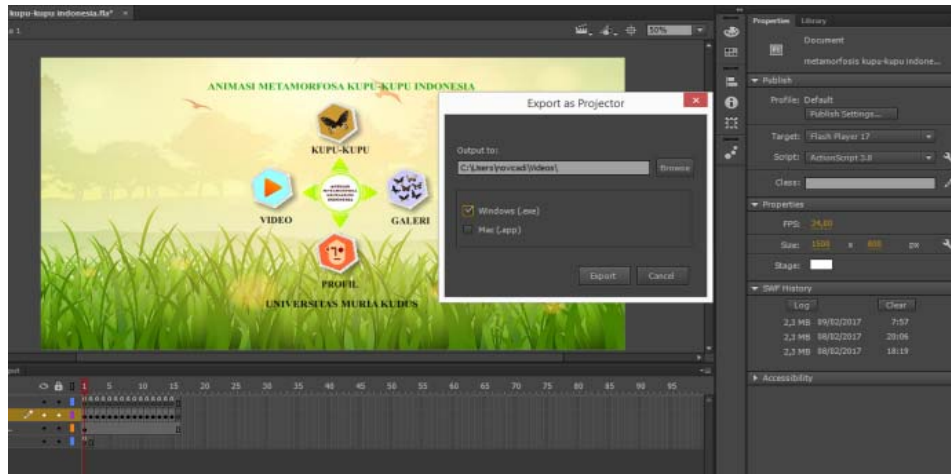 kupu-kupu indonesia.fla* ×
50%
ANIMASI METAMORFOSA KUPU-KUPU INDONESIA
KUPU-KUPU
VIDEO
GALERI
PROFIL
UNIVERSITAS MURIA KUDUS
Export as Projector
Output to:
C:\Users\novcad\Videos\
Browse
Windows (.exe)
Mac (.app)
Export Cancel
Properties Library
Document
metamorfosis kupu-kupu indone...
Publish
Profile: Default
Publish Settings...
Target: Flash Player 17
Script: ActionScript 3.0
Class:
Properties
FPS: 24,00
Size: 1500 x 800 px
Stage:
SWF History
Log Clear
2,3 MB 09/02/2017 7:57
2,3 MB 08/02/2017 20:06
2,3 MB 08/02/2017 18:19
Accessibility
1 5 10 15 20 25 30 35 40 45 50 55 60 65 70 75 80 85 90 95